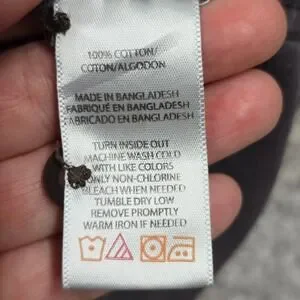 100% COTTON/
COTON/ALGODON
MADE IN BANGLADESH
FABRIQUÉ EN BANGLADESH
FABRICADO EN BANGLADESH
TURN INSIDE OUT
MACHINE WASH COLD
WITH LIKE COLORS
ONLY NON-CHLORINE
BLEACH WHEN NEEDED
TUMBLE DRY LOW
REMOVE PROMPTLY
WARM IRON IF NEEDED